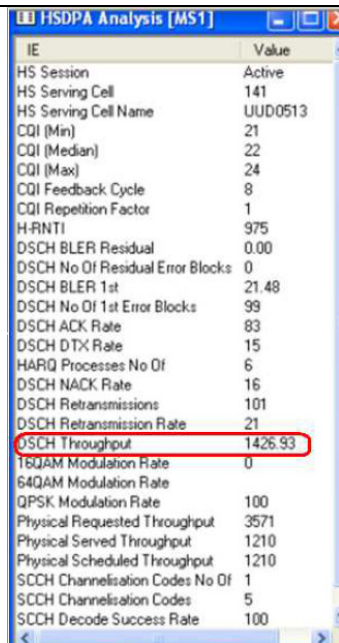 HSDPA Analysis [MS1]
IE Value
HS Session Active
HS Serving Cell 141
HS Serving Cell Name UUD0513
CQI (Min) 21
CQI (Median) 22
CQI (Max) 24
CQI Feedback Cycle 8
CQI Repetition Factor 1
H-RNTI 975
DSCH BLER Residual 0.00
DSCH No Of Residual Error Blocks 0
DSCH BLER 1st 21.48
DSCH No Of 1st Error Blocks 99
DSCH ACK Rate 83
DSCH DTX Rate 15
HARQ Processes No Of 6
DSCH NACK Rate 16
DSCH Retransmissions 101
DSCH Retransmission Rate 21
DSCH Throughput 1426.93
16QAM Modulation Rate 0
64QAM Modulation Rate
QPSK Modulation Rate 100
Physical Requested Throughput 3571
Physical Served Throughput 1210
Physical Scheduled Throughput 1210
SCCH Channelisation Codes No Of 1
SCCH Channelisation Codes 5
SCCH Decode Success Rate 100